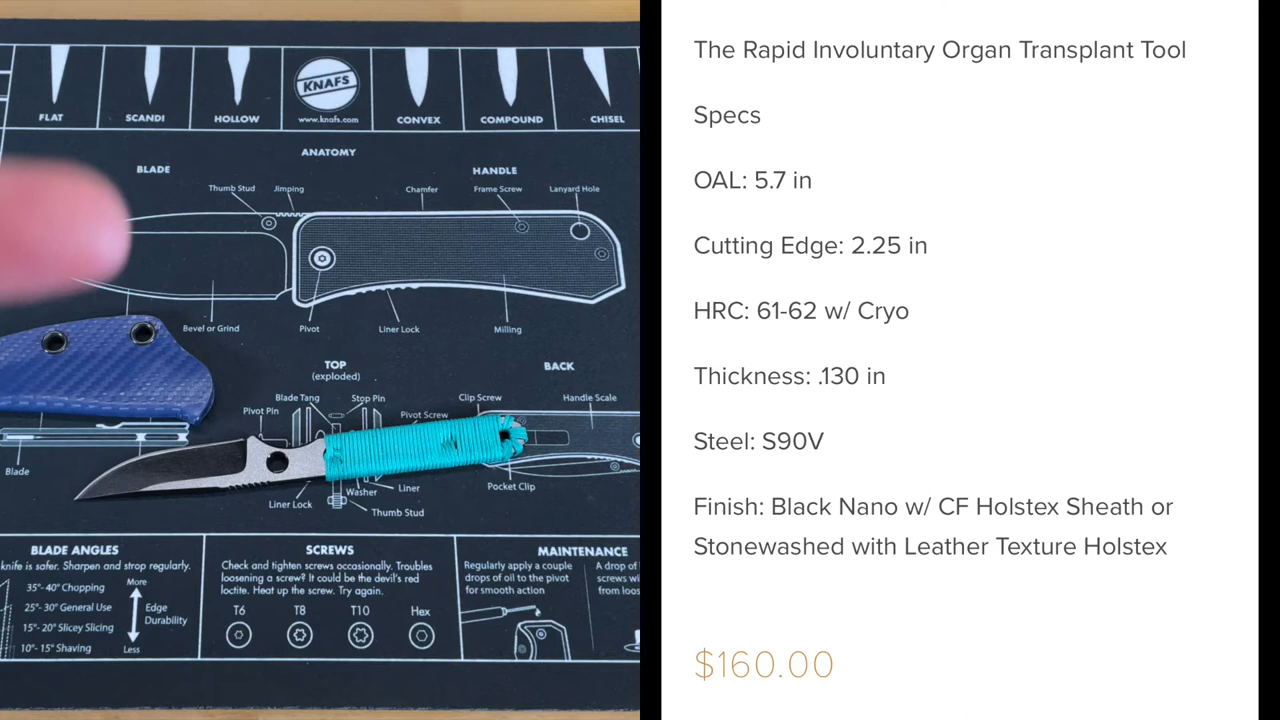 FLAT
SCANDI
HOLLOW
KNAFS
www.knafs.com
CONVEX
COMPOUND
CHISEL
ANATOMY
BLADE
HANDLE
Thumb Stud
Jimping
Chamfer
Frame Screw
Lanyard Hole
Bevel or Grind
Pivot
Liner Lock
Milling
TOP
(exploded)
BACK
Blade Tang
Stop Pin
Clip Screw
Handle Scale
Pivot Pin
Pivot Screw
Blade
Liner Lock
Washer
Liner
Pocket Clip
Thumb Stud
BLADE ANGLES
knife is safer. Sharpen and strop regularly.
35°- 40° Chopping
25°- 30° General Use
15°- 20° Slicey Slicing
10°- 15° Shaving
More
Edge
Durability
Less
SCREWS
Check and tighten screws occasionally. Troubles
loosening a screw? It could be the devil's red
loctite. Heat up the screw. Try again.
T6
T8
T10
Hex
MAINTENANCE
Regularly apply a couple
drops of oil to the pivot
for smooth action
A drop of
screws wi
from loos
The Rapid Involuntary Organ Transplant Tool
Specs
OAL: 5.7 in
Cutting Edge: 2.25 in
HRC: 61-62 w/ Cryo
Thickness: .130 in
Steel: S90V
Finish: Black Nano w/ CF Holstex Sheath or
Stonewashed with Leather Texture Holstex
$160.00